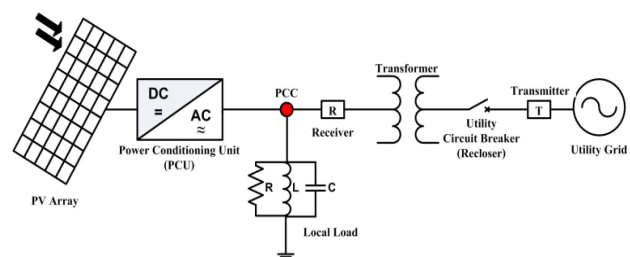 DC
=
AC
≈
Power Conditioning Unit
(PCU)
PV Array
PCC
R
Receiver
R
L
C
Local Load
Transformer
Utility
Circuit Breaker
(Recloser)
Transmitter
T
Utility Grid